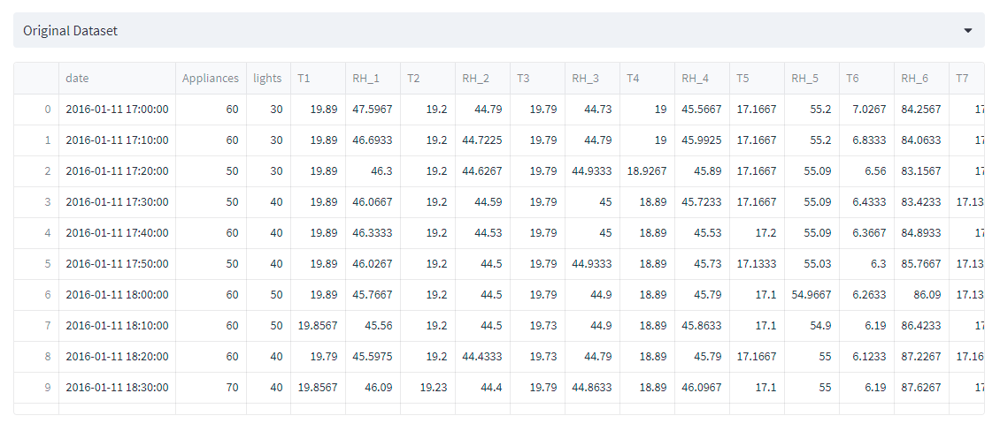 Original Dataset
date Appliances lights T1 RH_1 T2 RH_2 T3 RH_3 T4 RH_4 T5 RH_5 T6 RH_6 T7
0 2016-01-11 17:00:00 60 30 19.89 47.5967 19.2 44.79 19.79 44.73 19 45.5667 17.1667 55.2 7.0267 84.2567 17
1 2016-01-11 17:10:00 60 30 19.89 46.6933 19.2 44.7225 19.79 44.79 19 45.9925 17.1667 55.2 6.8333 84.0633 17
2 2016-01-11 17:20:00 50 30 19.89 46.3 19.2 44.6267 19.79 44.9333 18.9267 45.89 17.1667 55.09 6.56 83.1567 17
3 2016-01-11 17:30:00 50 40 19.89 46.0667 19.2 44.59 19.79 45 18.89 45.7233 17.1667 55.09 6.4333 83.4233 17.13
4 2016-01-11 17:40:00 60 40 19.89 46.3333 19.2 44.53 19.79 45 18.89 45.53 17.2 55.09 6.3667 84.8933 17
5 2016-01-11 17:50:00 50 40 19.89 46.0267 19.2 44.5 19.79 44.9333 18.89 45.73 17.1333 55.03 6.3 85.7667 17.13
6 2016-01-11 18:00:00 60 50 19.89 45.7667 19.2 44.5 19.79 44.9 18.89 45.79 17.1 54.9667 6.2633 86.09 17.13
7 2016-01-11 18:10:00 60 50 19.8567 45.56 19.2 44.5 19.73 44.9 18.89 45.8633 17.1 54.9 6.19 86.4233 17
8 2016-01-11 18:20:00 60 40 19.79 45.5975 19.2 44.4333 19.73 44.79 18.89 45.79 17.1667 55 6.1233 87.2267 17.16
9 2016-01-11 18:30:00 70 40 19.8567 46.09 19.23 44.4 19.79 44.8633 18.89 46.0967 17.1 55 6.19 87.6267 17